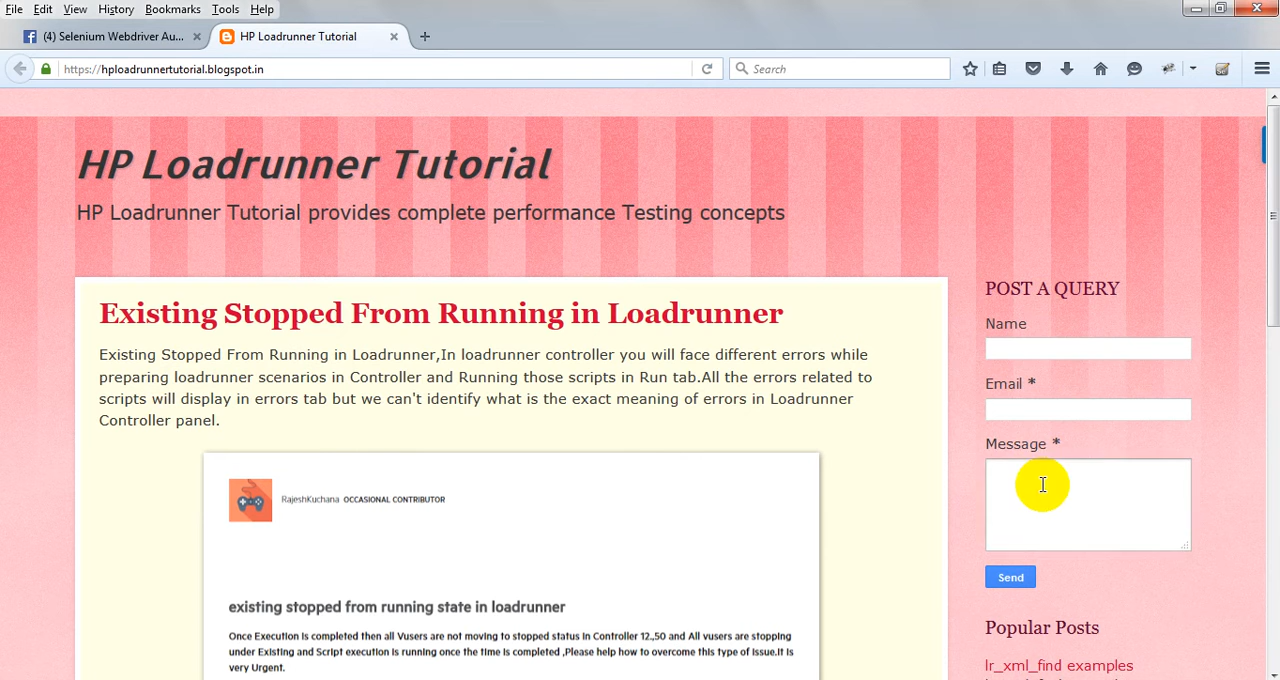 File Edit View History Bookmarks Tools Help
(4) Selenium Webdriver Au... × HP Loadrunner Tutorial ×
https://hploadrunnertutorial.blogspot.in Search
HP Loadrunner Tutorial
HP Loadrunner Tutorial provides complete performance Testing concepts
Existing Stopped From Running in Loadrunner
Existing Stopped From Running in Loadrunner,In loadrunner controller you will face different errors while
preparing loadrunner scenarios in Controller and Running those scripts in Run tab.All the errors related to
scripts will display in errors tab but we can't identify what is the exact meaning of errors in Loadrunner
Controller panel.
RajeshKuchana OCCASIONAL CONTRIBUTOR
existing stopped from running state in loadrunner
Once Execution is completed then all Vusers are not moving to stopped status in Controller 12.,50 and All vusers are stopping
under Existing and Script execution is running once the time is completed ,Please help how to overcome this type of issue.It is
very Urgent.
POST A QUERY
Name
Email *
Message *
Send
Popular Posts
lr_xml_find examples